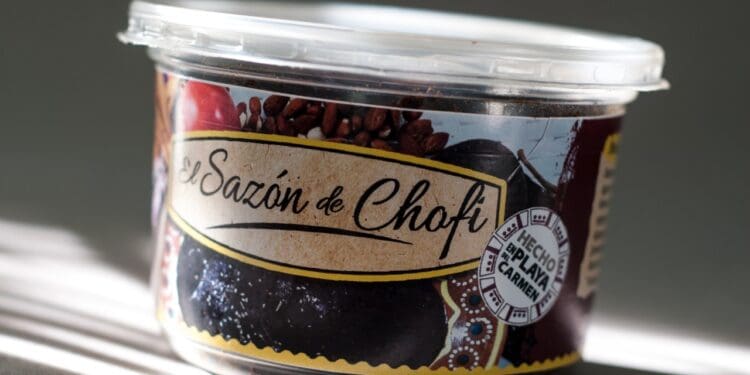 El Sazón de Chofi
HECHO
EN PLAYA
DEL CARMEN